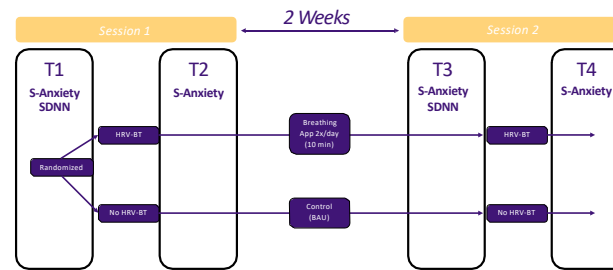 2 Weeks
Session 1
Session 2
T1
S-Anxiety
SDNN
T2
S-Anxiety
T3
S-Anxiety
SDNN
T4
S-Anxiety
Randomized
HRV-BT
No HRV-BT
Breathing
App 2x/day
(10 min)
Control
(BAU)
HRV-BT
No HRV-BT